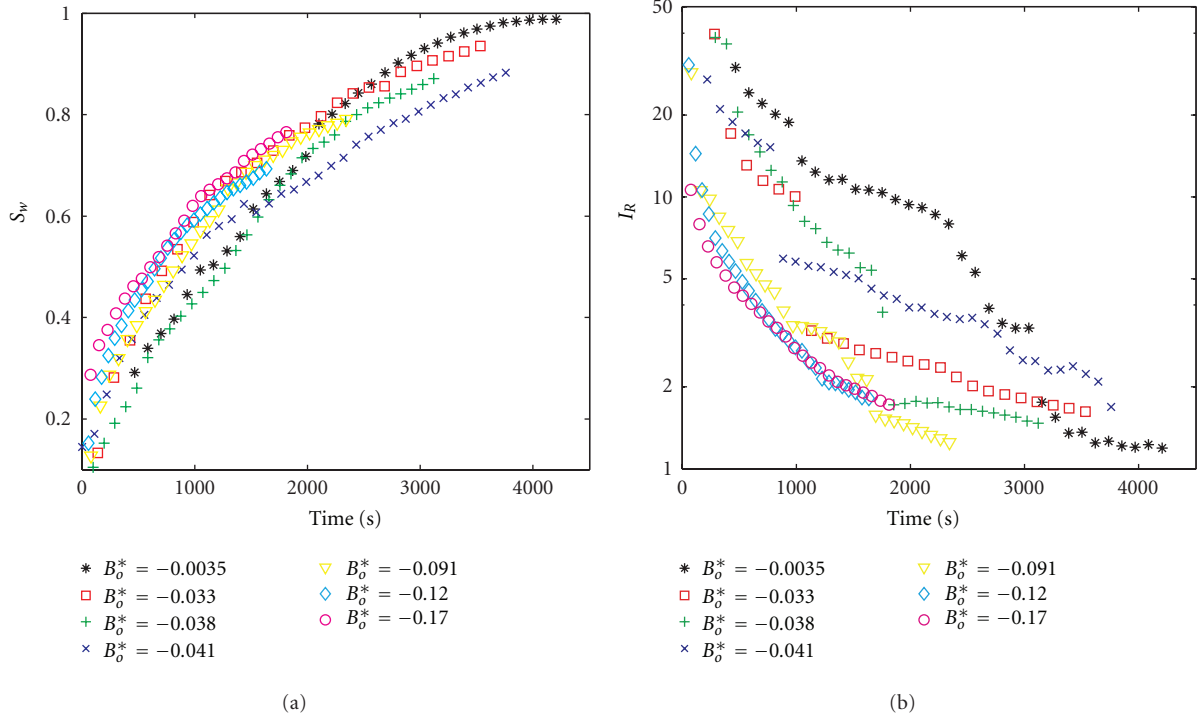 1
0.8
0.6
0.4
0.2
S_w
0 1000 2000 3000 4000
Time (s)
B_o^* = −0.0035
B_o^* = −0.033
B_o^* = −0.038
B_o^* = −0.041
B_o^* = −0.091
B_o^* = −0.12
B_o^* = −0.17
(a)
50
20
10
5
2
1
I_R
0 1000 2000 3000 4000
Time (s)
B_o^* = −0.0035
B_o^* = −0.033
B_o^* = −0.038
B_o^* = −0.041
B_o^* = −0.091
B_o^* = −0.12
B_o^* = −0.17
(b)